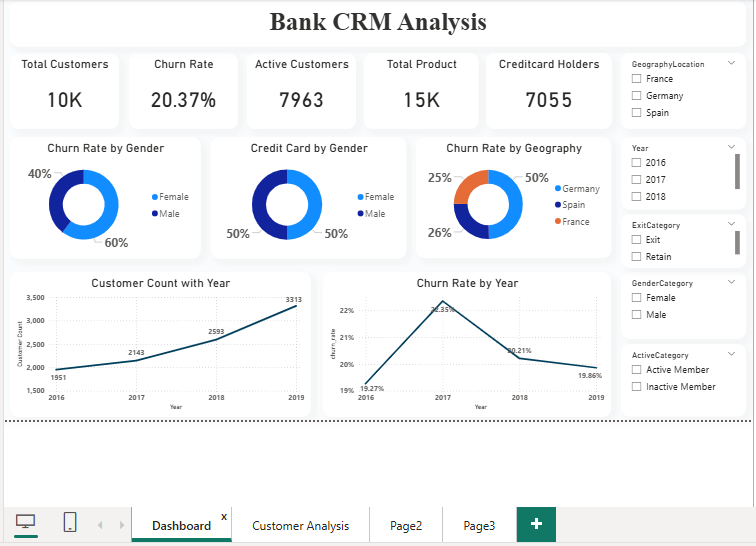 Bank CRM Analysis
Total Customers
10K
Churn Rate
20.37%
Active Customers
7963
Total Product
15K
Creditcard Holders
7055
GeographyLocation
France
Germany
Spain
Churn Rate by Gender
40%
60%
Female
Male
Credit Card by Gender
50%
50%
Female
Male
Churn Rate by Geography
25%
50%
26%
Germany
Spain
France
Year
2016
2017
2018
ExitCategory
Exit
Retain
Customer Count with Year
Customer Count
3,500
3,000
2,500
2,000
1,500
1951
2143
2593
3313
2016 2017 2018 2019
Year
Churn Rate by Year
churn_rate
22%
21%
20%
19%
19.27%
22.35%
20.21%
19.86%
2016 2017 2018 2019
Year
GenderCategory
Female
Male
ActiveCategory
Active Member
Inactive Member
Dashboard x
Customer Analysis
Page2
Page3
+